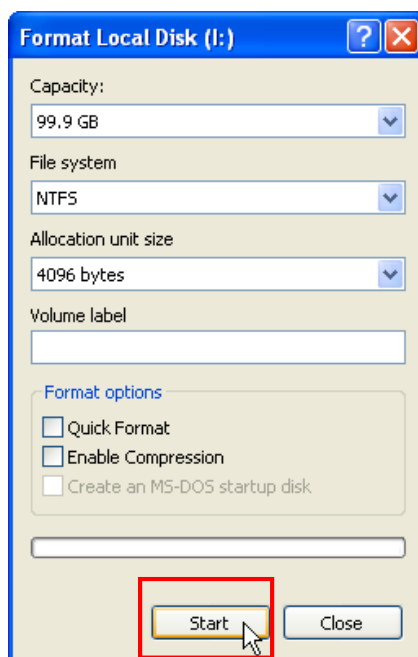 Format Local Disk (I:)
Capacity:
99.9 GB
File system
NTFS
Allocation unit size
4096 bytes
Volume label
Format options
Quick Format
Enable Compression
Create an MS-DOS startup disk
Start
Close